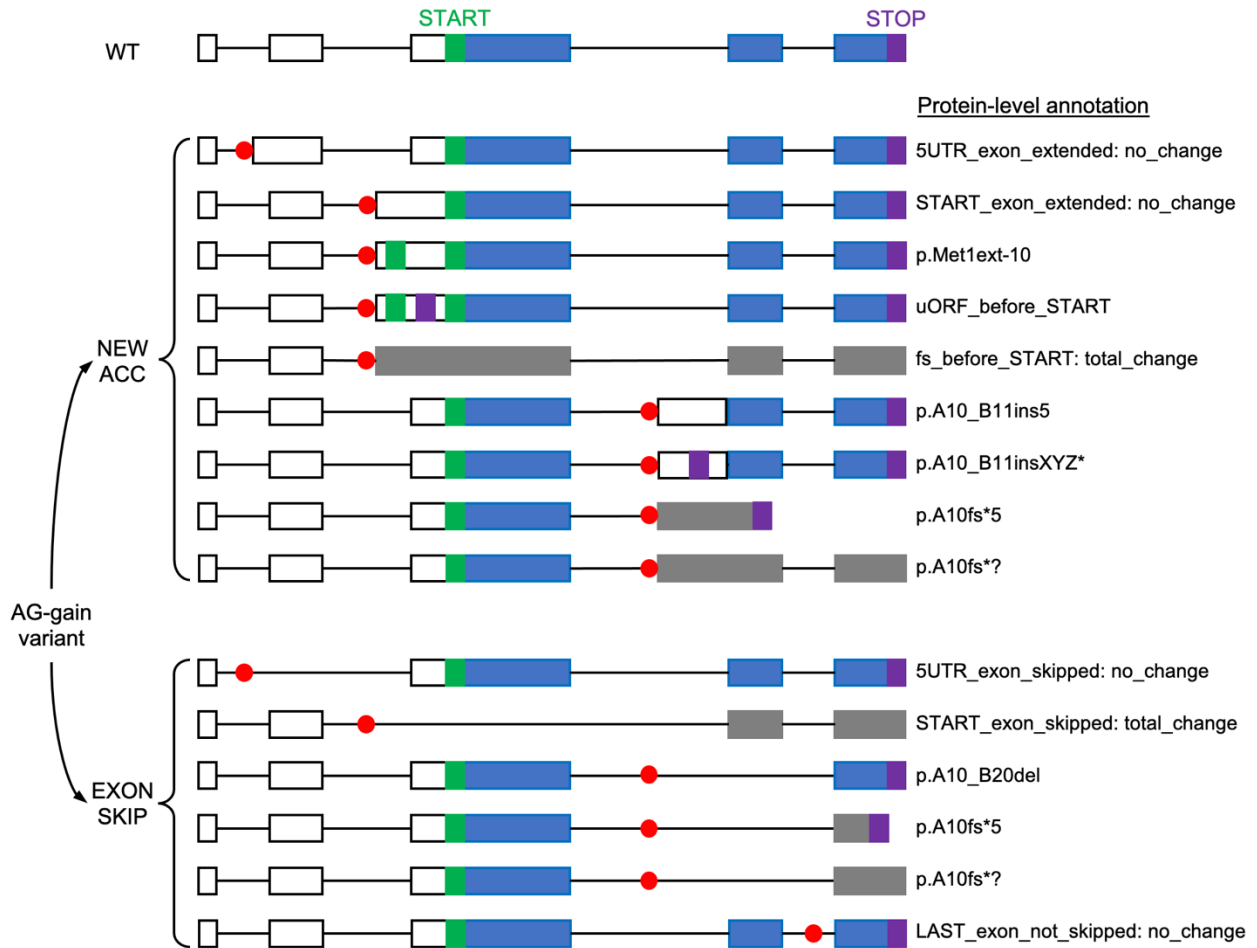 START
STOP
WT
Protein-level annotation
5UTR_exon_extended: no_change
START_exon_extended: no_change
p.Met1ext-10
uORF_before_START
NEW
ACC
fs_before_START: total_change
p.A10_B11ins5
p.A10_B11insXYZ*
p.A10fs*5
p.A10fs*?
AG-gain
variant
5UTR_exon_skipped: no_change
START_exon_skipped: total_change
EXON
SKIP
p.A10_B20del
p.A10fs*5
p.A10fs*?
LAST_exon_not_skipped: no_change